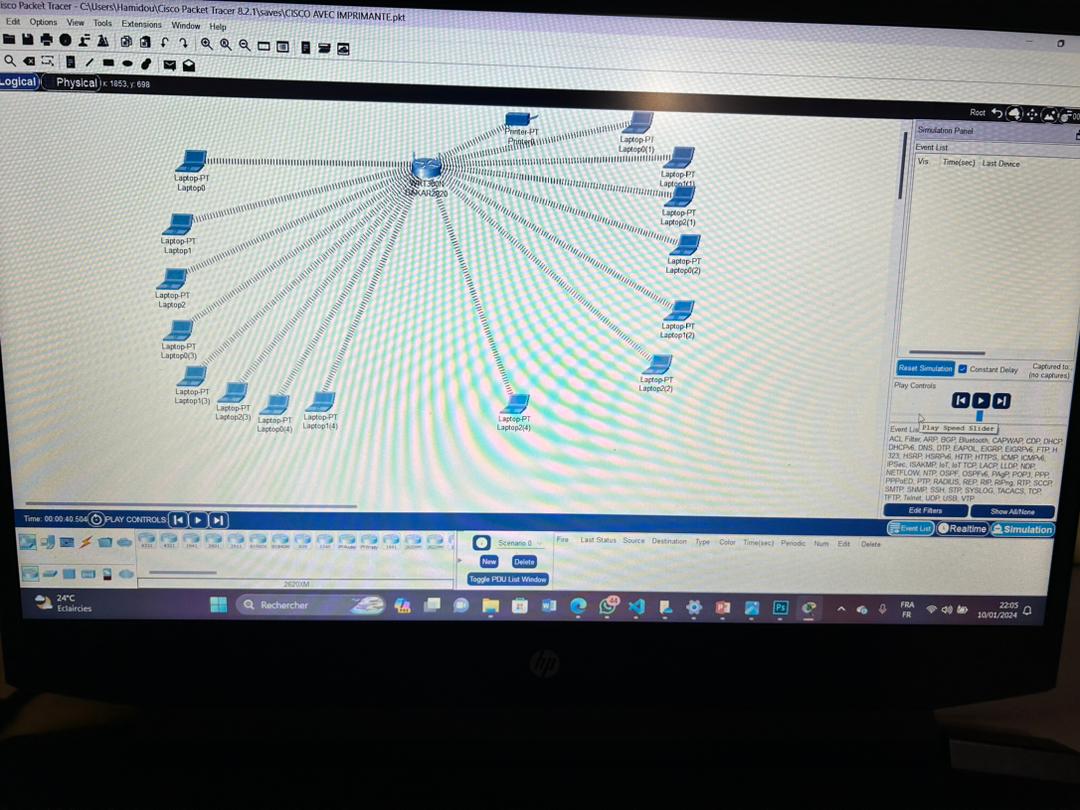 isco Packet Tracer - C:\Users\Hamidou\Cisco Packet Tracer 8.2.1\saves\CISCO AVEC IMPRIMANTE.pkt
Edit Options View Tools Extensions Window Help
Logical Physical x: 1853, y: 698
Root
Printer-PT
Laptop-PT
Laptop0(1)
Laptop-PT
Laptop0
Laptop-PT
Laptop1(1)
Laptop-PT
Laptop2(1)
Laptop-PT
Laptop1
Laptop-PT
Laptop0(2)
Laptop-PT
Laptop2
Laptop-PT
Laptop1(2)
Laptop-PT
Laptop0(3)
Laptop-PT
Laptop2(2)
Laptop-PT
Laptop1(3)
Laptop-PT
Laptop2(3)
Laptop-PT
Laptop0(4)
Laptop-PT
Laptop1(4)
Laptop-PT
Laptop2(4)
Simulation Panel
Event List
Vis. Time(sec) Last Device
Reset Simulation Constant Delay Captured to:
(no captures)
Play Controls
Play Speed Slider
ACL Filter, ARP, BGP, Bluetooth, CAPWAP, CDP, DHCP,
DHCPv6, DNS, DTP, EAPOL, EIGRP, EIGRPv6, FTP, H.
323, HSRP, HSRPv6, HTTP, HTTPS, ICMP, ICMPv6,
IPSec, ISAKMP, IoT, IoT TCP, LACP, LLDP, NDP,
NETFLOW, NTP, OSPF, OSPFv6, PAgP, POP3, PPP,
PPPoED, PTP, RADIUS, REP, RIP, RIPng, RTP, SCCP,
SMTP, SNMP, SSH, STP, SYSLOG, TACACS, TCP,
TFTP, Telnet, UDP, USB, VTP
Edit Filters Show All/None
Event List Realtime Simulation
Time: 00:00:40.504 PLAY CONTROLS:
Scenario 0
New Delete
Toggle PDU List Window
Fire Last Status Source Destination Type Color Time(sec) Periodic Num Edit Delete
2620XM
24°C
Eclaircies
Rechercher
44
Ps
FRA
FR
22:05
10/01/2024
hp